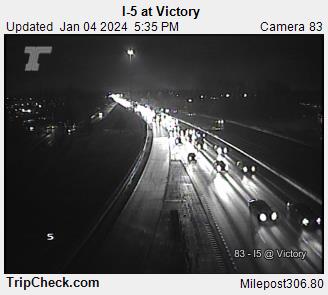 I-5 at Victory
Updated Jan 04 2024 5:35 PM Camera 83
T
S
83 - I5 @ Victory
TripCheck.com Milepost306.80